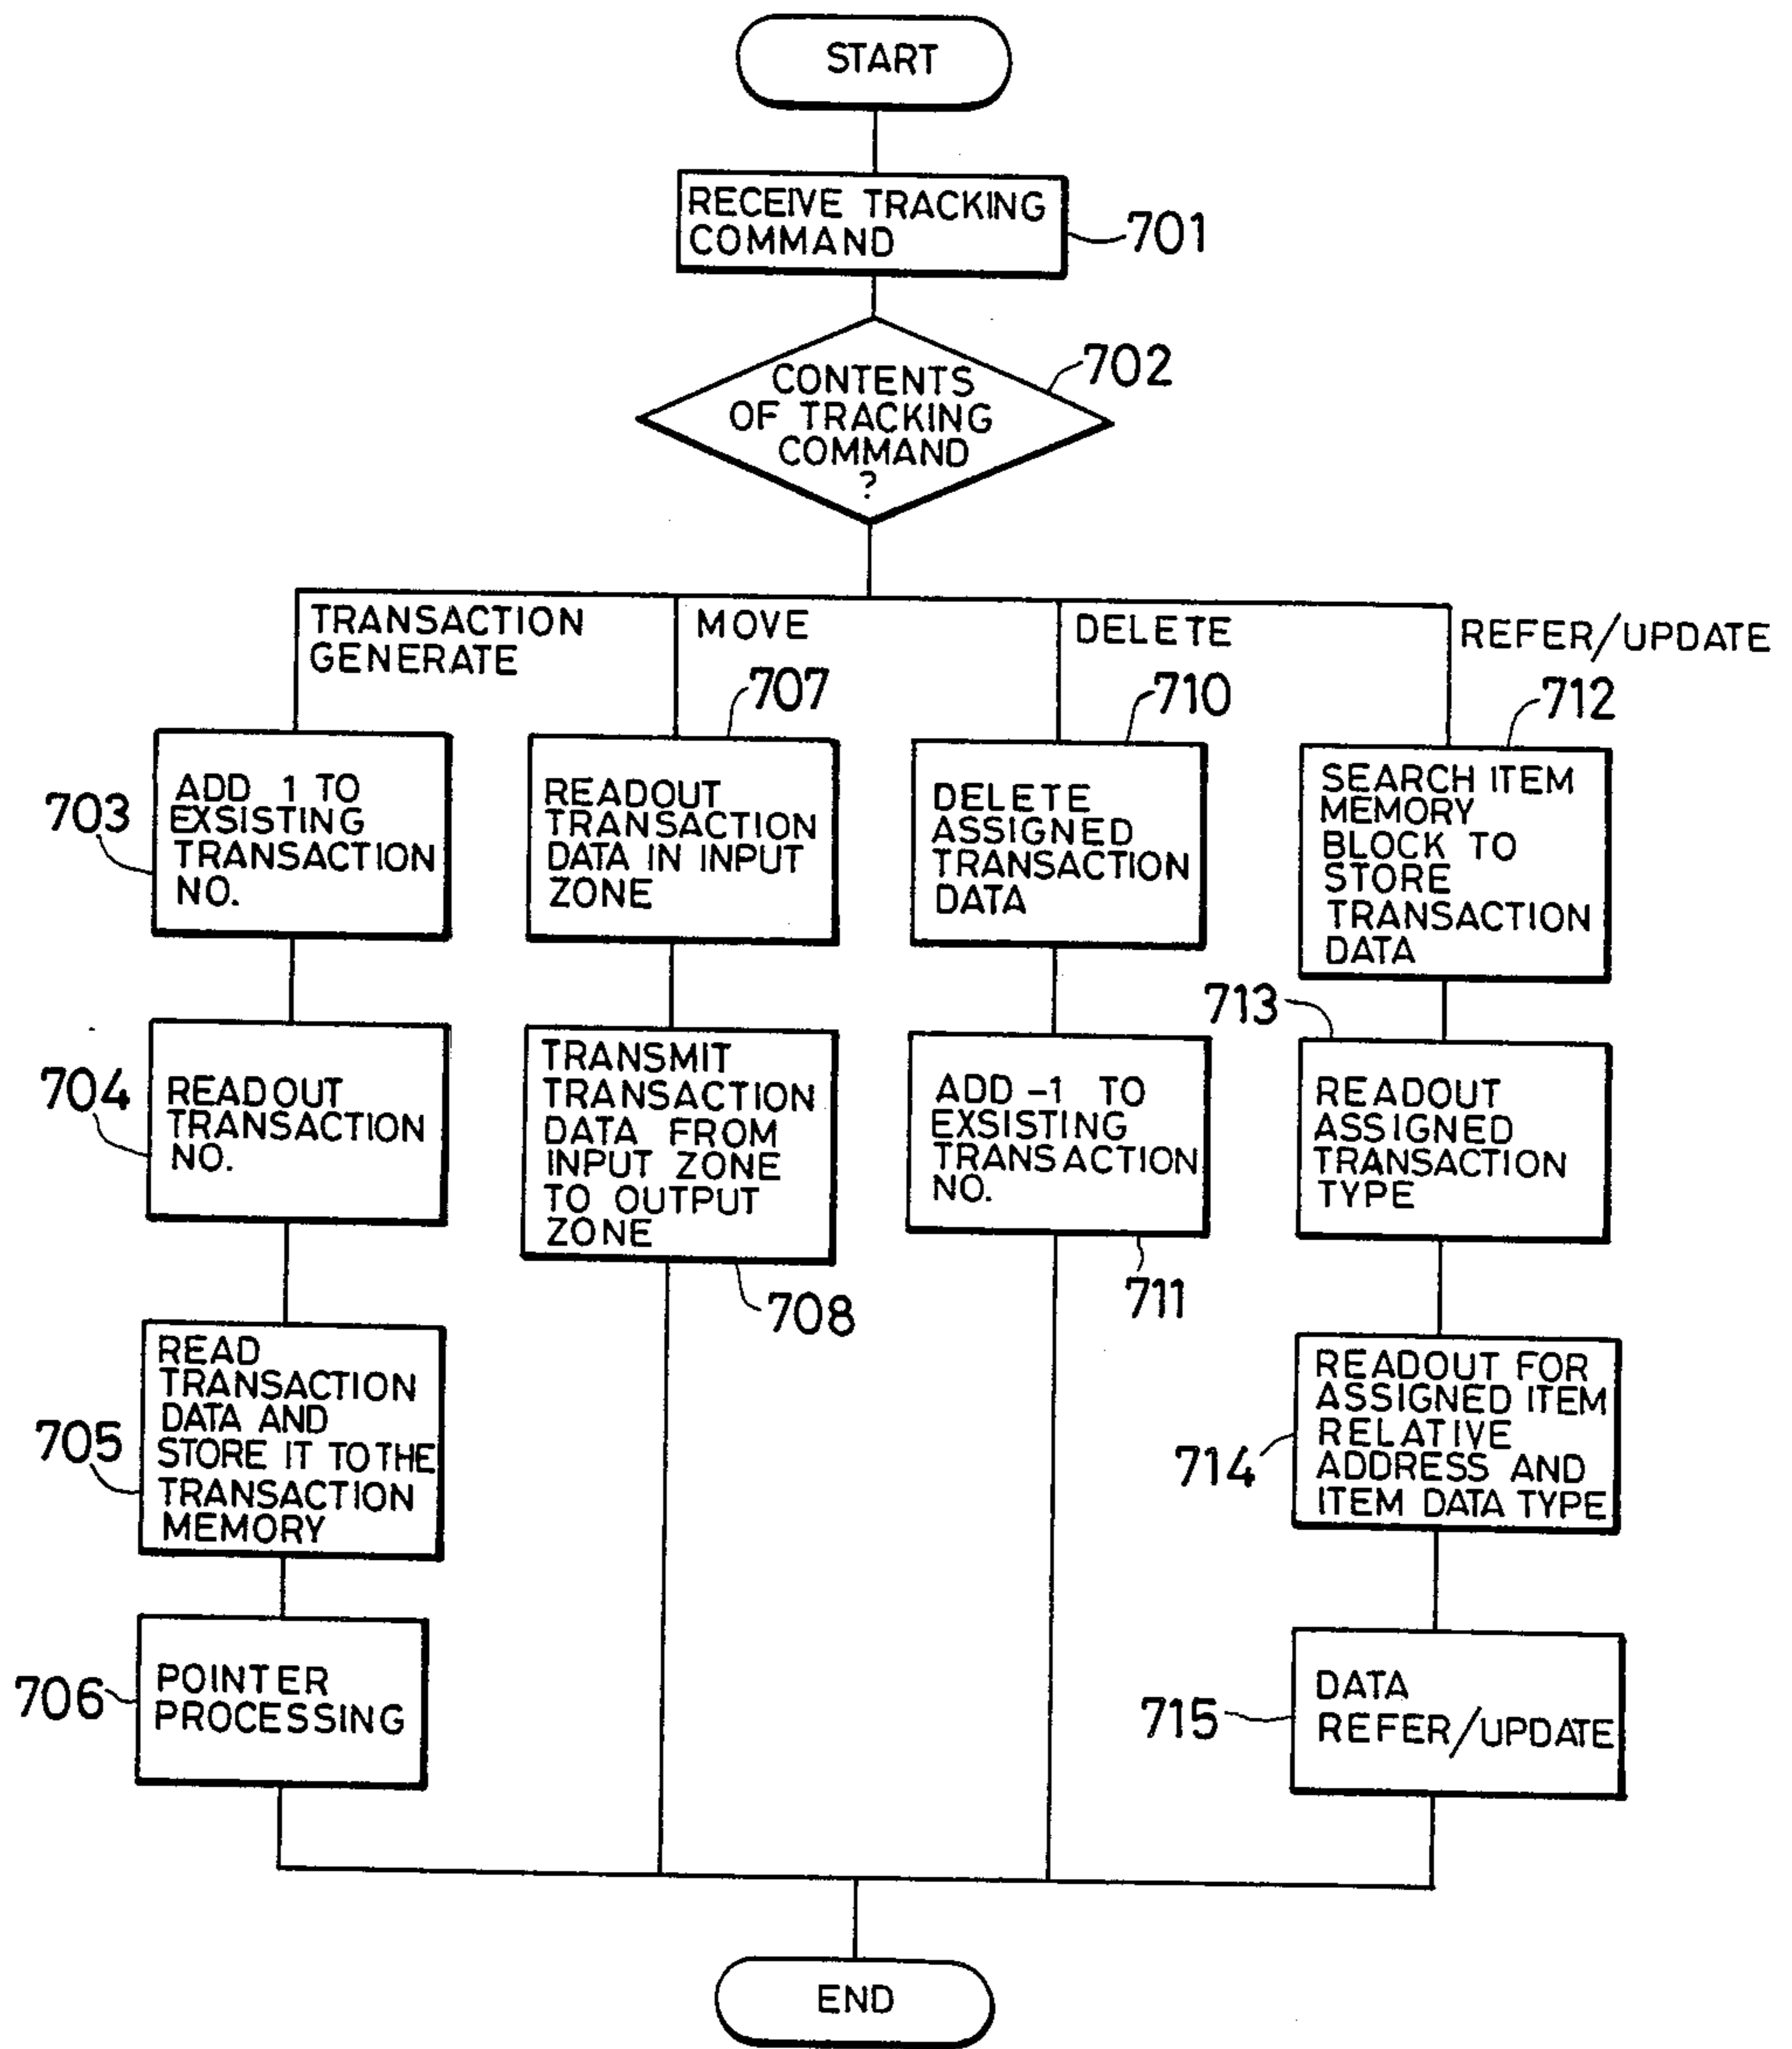 START
RECEIVE TRACKING
COMMAND
701
CONTENTS
OF TRACKING
COMMAND
?
702
TRANSACTION
GENERATE
MOVE
DELETE
REFER/UPDATE
703
ADD 1 TO
EXSISTING
TRANSACTION
NO.
704
READOUT
TRANSACTION
NO.
705
READ
TRANSACTION
DATA AND
STORE IT TO THE
TRANSACTION
MEMORY
706
POINTER
PROCESSING
707
READOUT
TRANSACTION
DATA IN INPUT
ZONE
TRANSMIT
TRANSACTION
DATA FROM
INPUT ZONE
TO OUTPUT
ZONE
708
710
DELETE
ASSIGNED
TRANSACTION
DATA
ADD -1 TO
EXSISTING
TRANSACTION
NO.
711
712
SEARCH ITEM
MEMORY
BLOCK TO
STORE
TRANSACTION
DATA
713
READOUT
ASSIGNED
TRANSACTION
TYPE
714
READOUT FOR
ASSIGNED ITEM
RELATIVE
ADDRESS AND
ITEM DATA TYPE
715
DATA
REFER/UPDATE
END